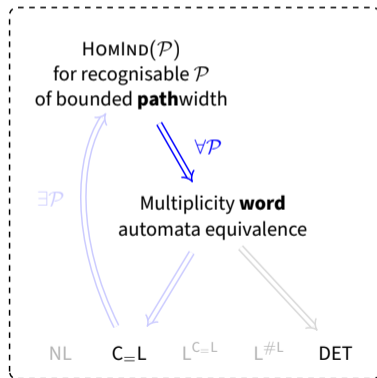 HomInd(𝒫)
for recognisable 𝒫
of bounded pathwidth
∀𝒫
∃𝒫
Multiplicity word
automata equivalence
NL C₌L L^{C₌L} L^{#L} DET